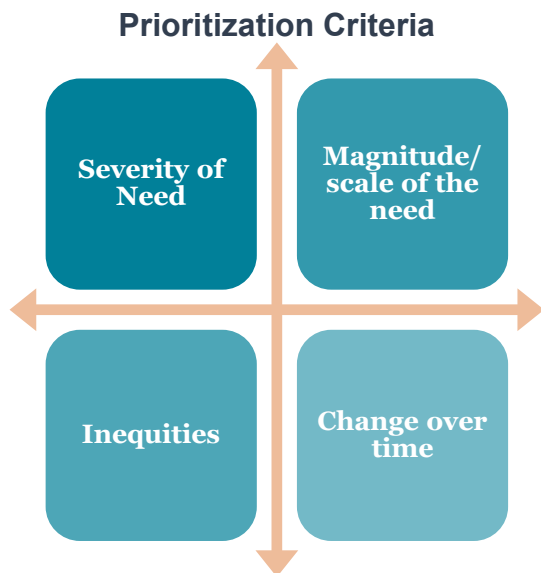 Prioritization Criteria
Severity of
Need
Magnitude/
scale of the
need
Inequities
Change over
time